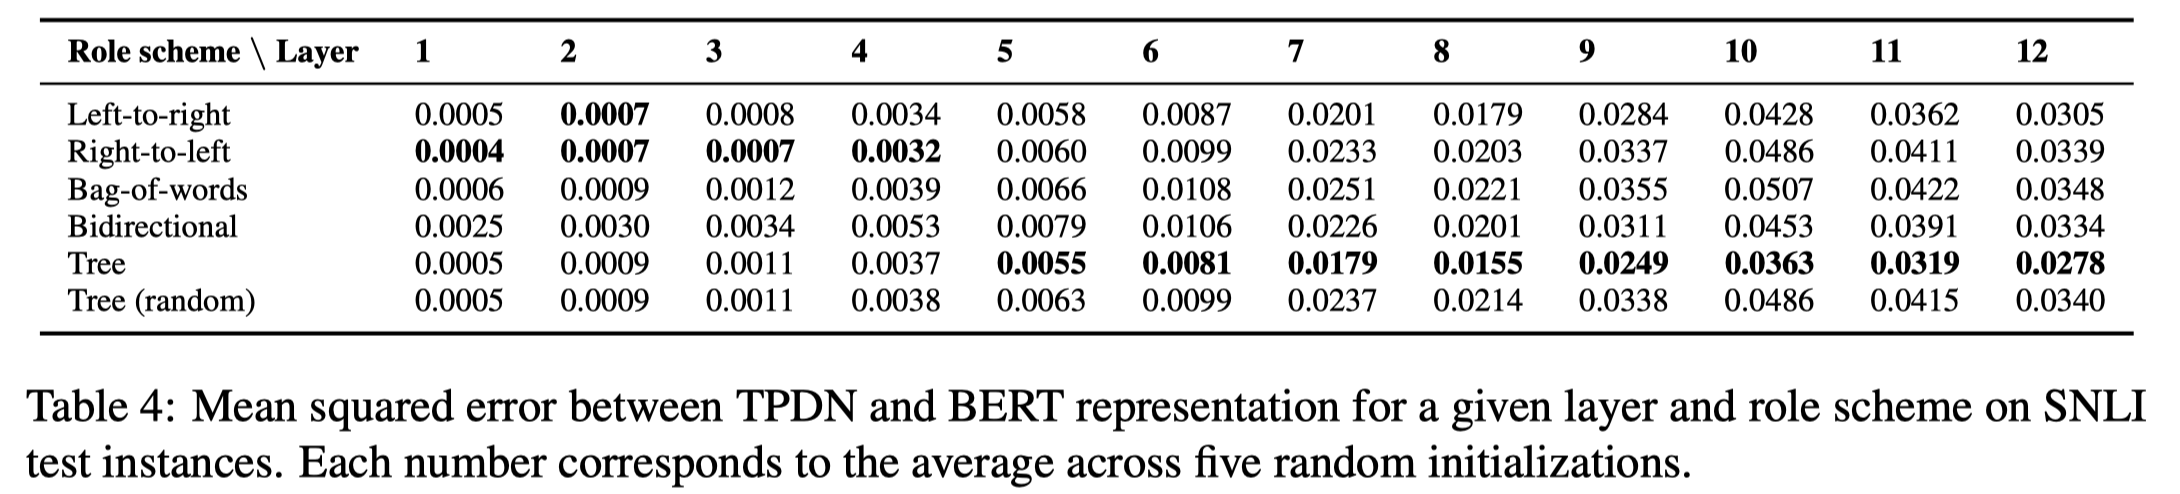 Role scheme \ Layer 1 2 3 4 5 6 7 8 9 10 11 12
Left-to-right 0.0005 0.0007 0.0008 0.0034 0.0058 0.0087 0.0201 0.0179 0.0284 0.0428 0.0362 0.0305
Right-to-left 0.0004 0.0007 0.0007 0.0032 0.0060 0.0099 0.0233 0.0203 0.0337 0.0486 0.0411 0.0339
Bag-of-words 0.0006 0.0009 0.0012 0.0039 0.0066 0.0108 0.0251 0.0221 0.0355 0.0507 0.0422 0.0348
Bidirectional 0.0025 0.0030 0.0034 0.0053 0.0079 0.0106 0.0226 0.0201 0.0311 0.0453 0.0391 0.0334
Tree 0.0005 0.0009 0.0011 0.0037 0.0055 0.0081 0.0179 0.0155 0.0249 0.0363 0.0319 0.0278
Tree (random) 0.0005 0.0009 0.0011 0.0038 0.0063 0.0099 0.0237 0.0214 0.0338 0.0486 0.0415 0.0340
Table 4: Mean squared error between TPDN and BERT representation for a given layer and role scheme on SNLI
test instances. Each number corresponds to the average across five random initializations.